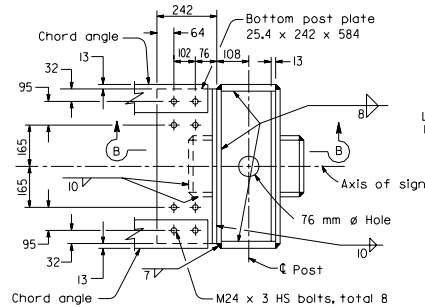 242
Chord angle
Bottom post plate
25.4 x 242 x 584
64
13
102
76
108
13
32
95
8
B
B
165
165
10
Axis of sign
76 mm ø Hole
95
32
10
13
7
℄ Post
Chord angle
M24 x 3 HS bolts, total 8